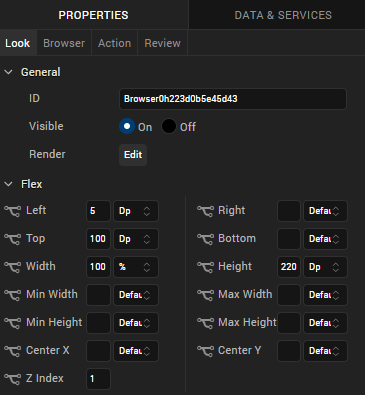 PROPERTIES DATA & SERVICES
Look Browser Action Review
General
ID Browser0h223d0b5e45d43
Visible On Off
Render Edit
Flex
Left 5 Dp Right Defau
Top 100 Dp Bottom Defau
Width 100 % Height 220 Dp
Min Width Defau Max Width Defau
Min Height Defau Max Height Defau
Center X Defau Center Y Defau
Z Index 1